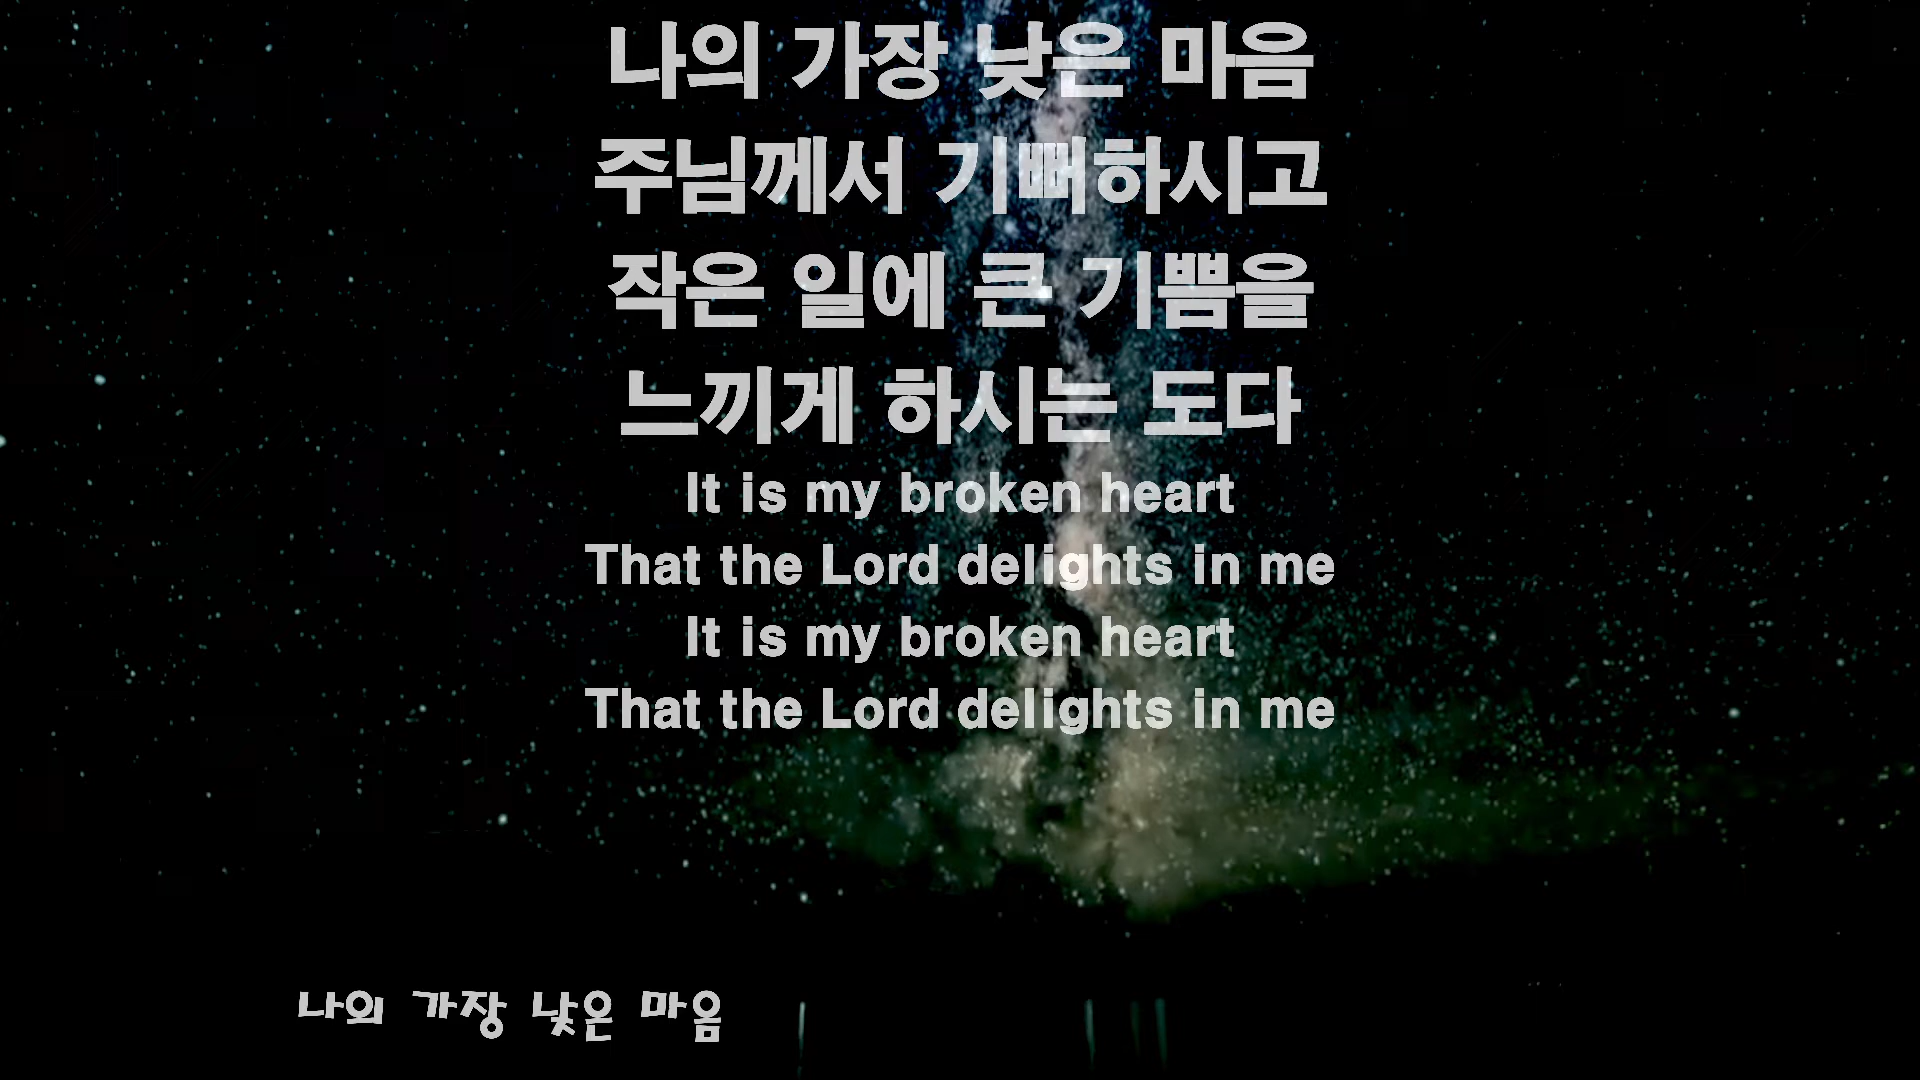 나의 가장 낮은 마음
주님께서 기뻐하시고
작은 일에 큰 기쁨을
느끼게 하시는 도다
It is my broken heart
That the Lord delights in me
It is my broken heart
That the Lord delights in me
나의 가장 낮은 마음